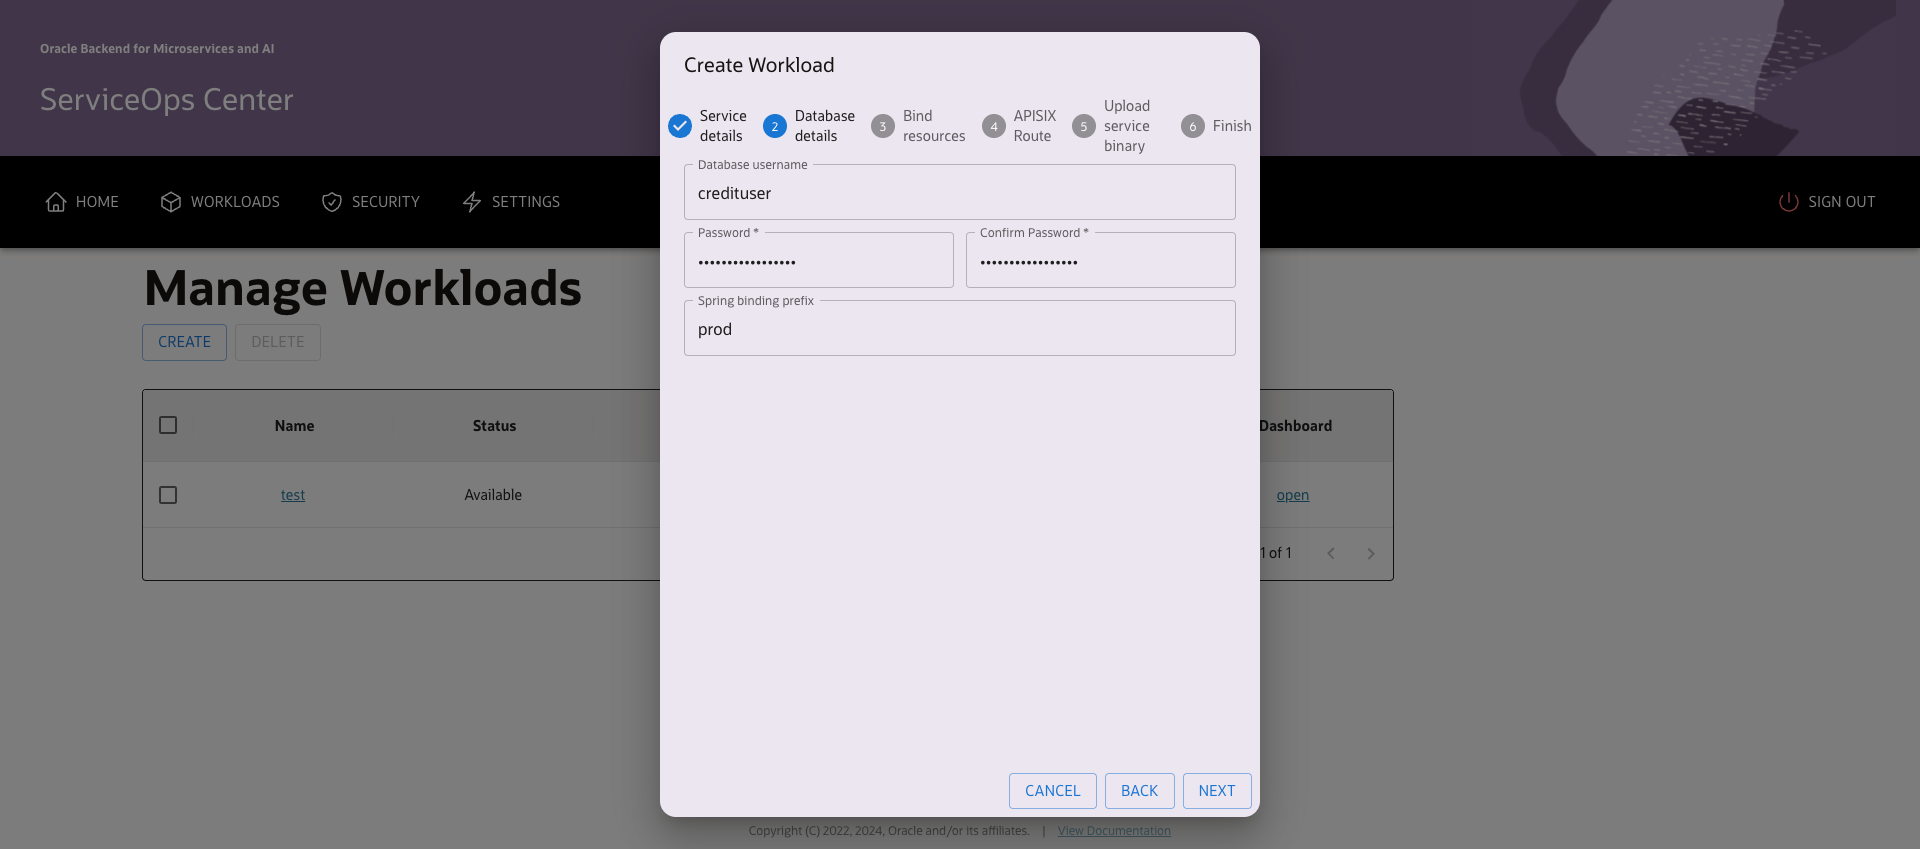 Oracle Backend for Microservices and AI
ServiceOps Center
HOME
WORKLOADS
SECURITY
SETTINGS
SIGN OUT
Manage Workloads
CREATE
DELETE
Name
Status
Dashboard
test
Available
open
1 of 1
Create Workload
Service details
2
Database details
3
Bind resources
4
APISIX Route
5
Upload service binary
6
Finish
Database username
credituser
Password *
•••••••••••••••••
Confirm Password *
•••••••••••••••••
Spring binding prefix
prod
CANCEL
BACK
NEXT
Copyright (C) 2022, 2024, Oracle and/or its affiliates. | View Documentation